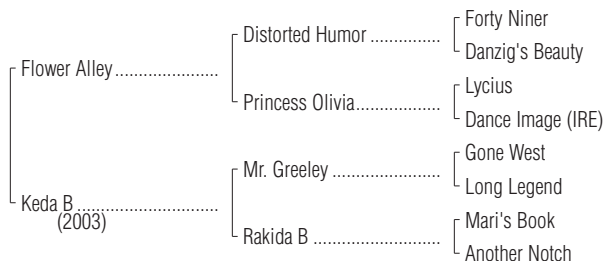 Forty Niner
Distorted Humor ................
Danzig's Beauty
Flower Alley .......................
Lycius
Princess Olivia...................
Dance Image (IRE)
Gone West
Mr. Greeley ........................
Long Legend
Keda B ................................
(2003)
Mari's Book
Rakida B ............................
Another Notch